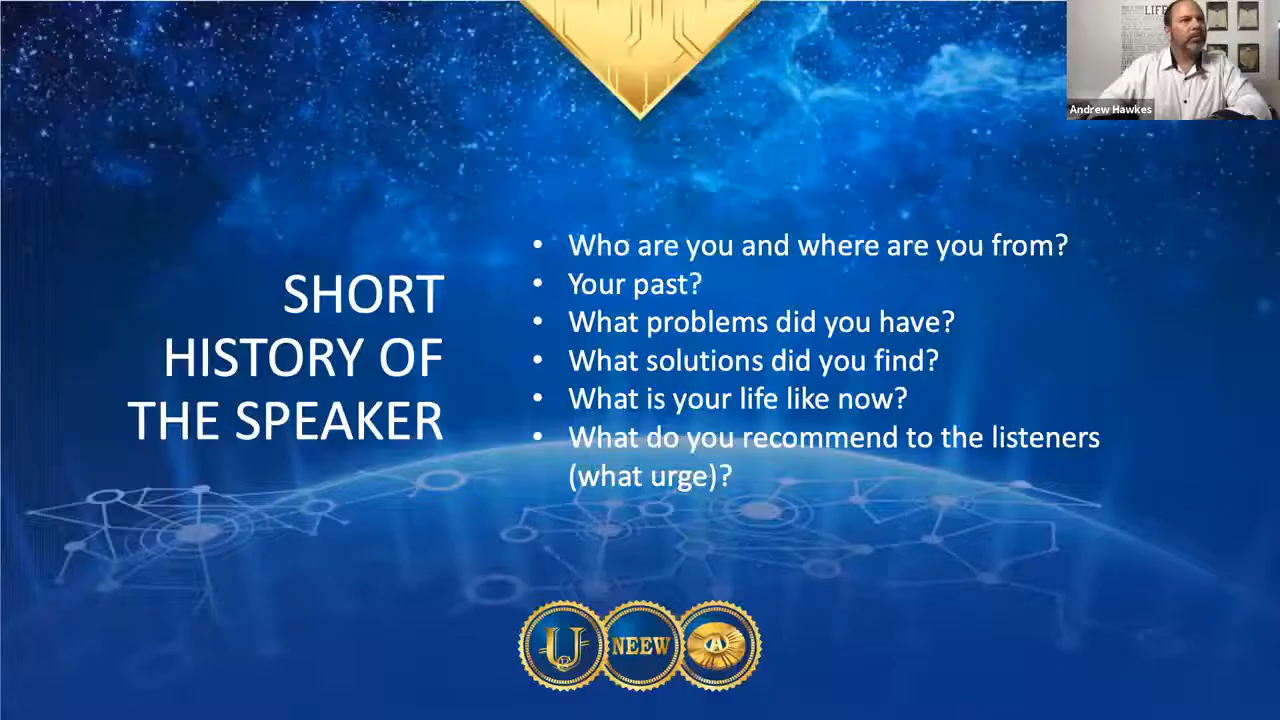 LIFE
Andrew Hawkes
SHORT
HISTORY OF
THE SPEAKER
• Who are you and where are you from?
• Your past?
• What problems did you have?
• What solutions did you find?
• What is your life like now?
• What do you recommend to the listeners
(what urge)?
U
NEEW
A